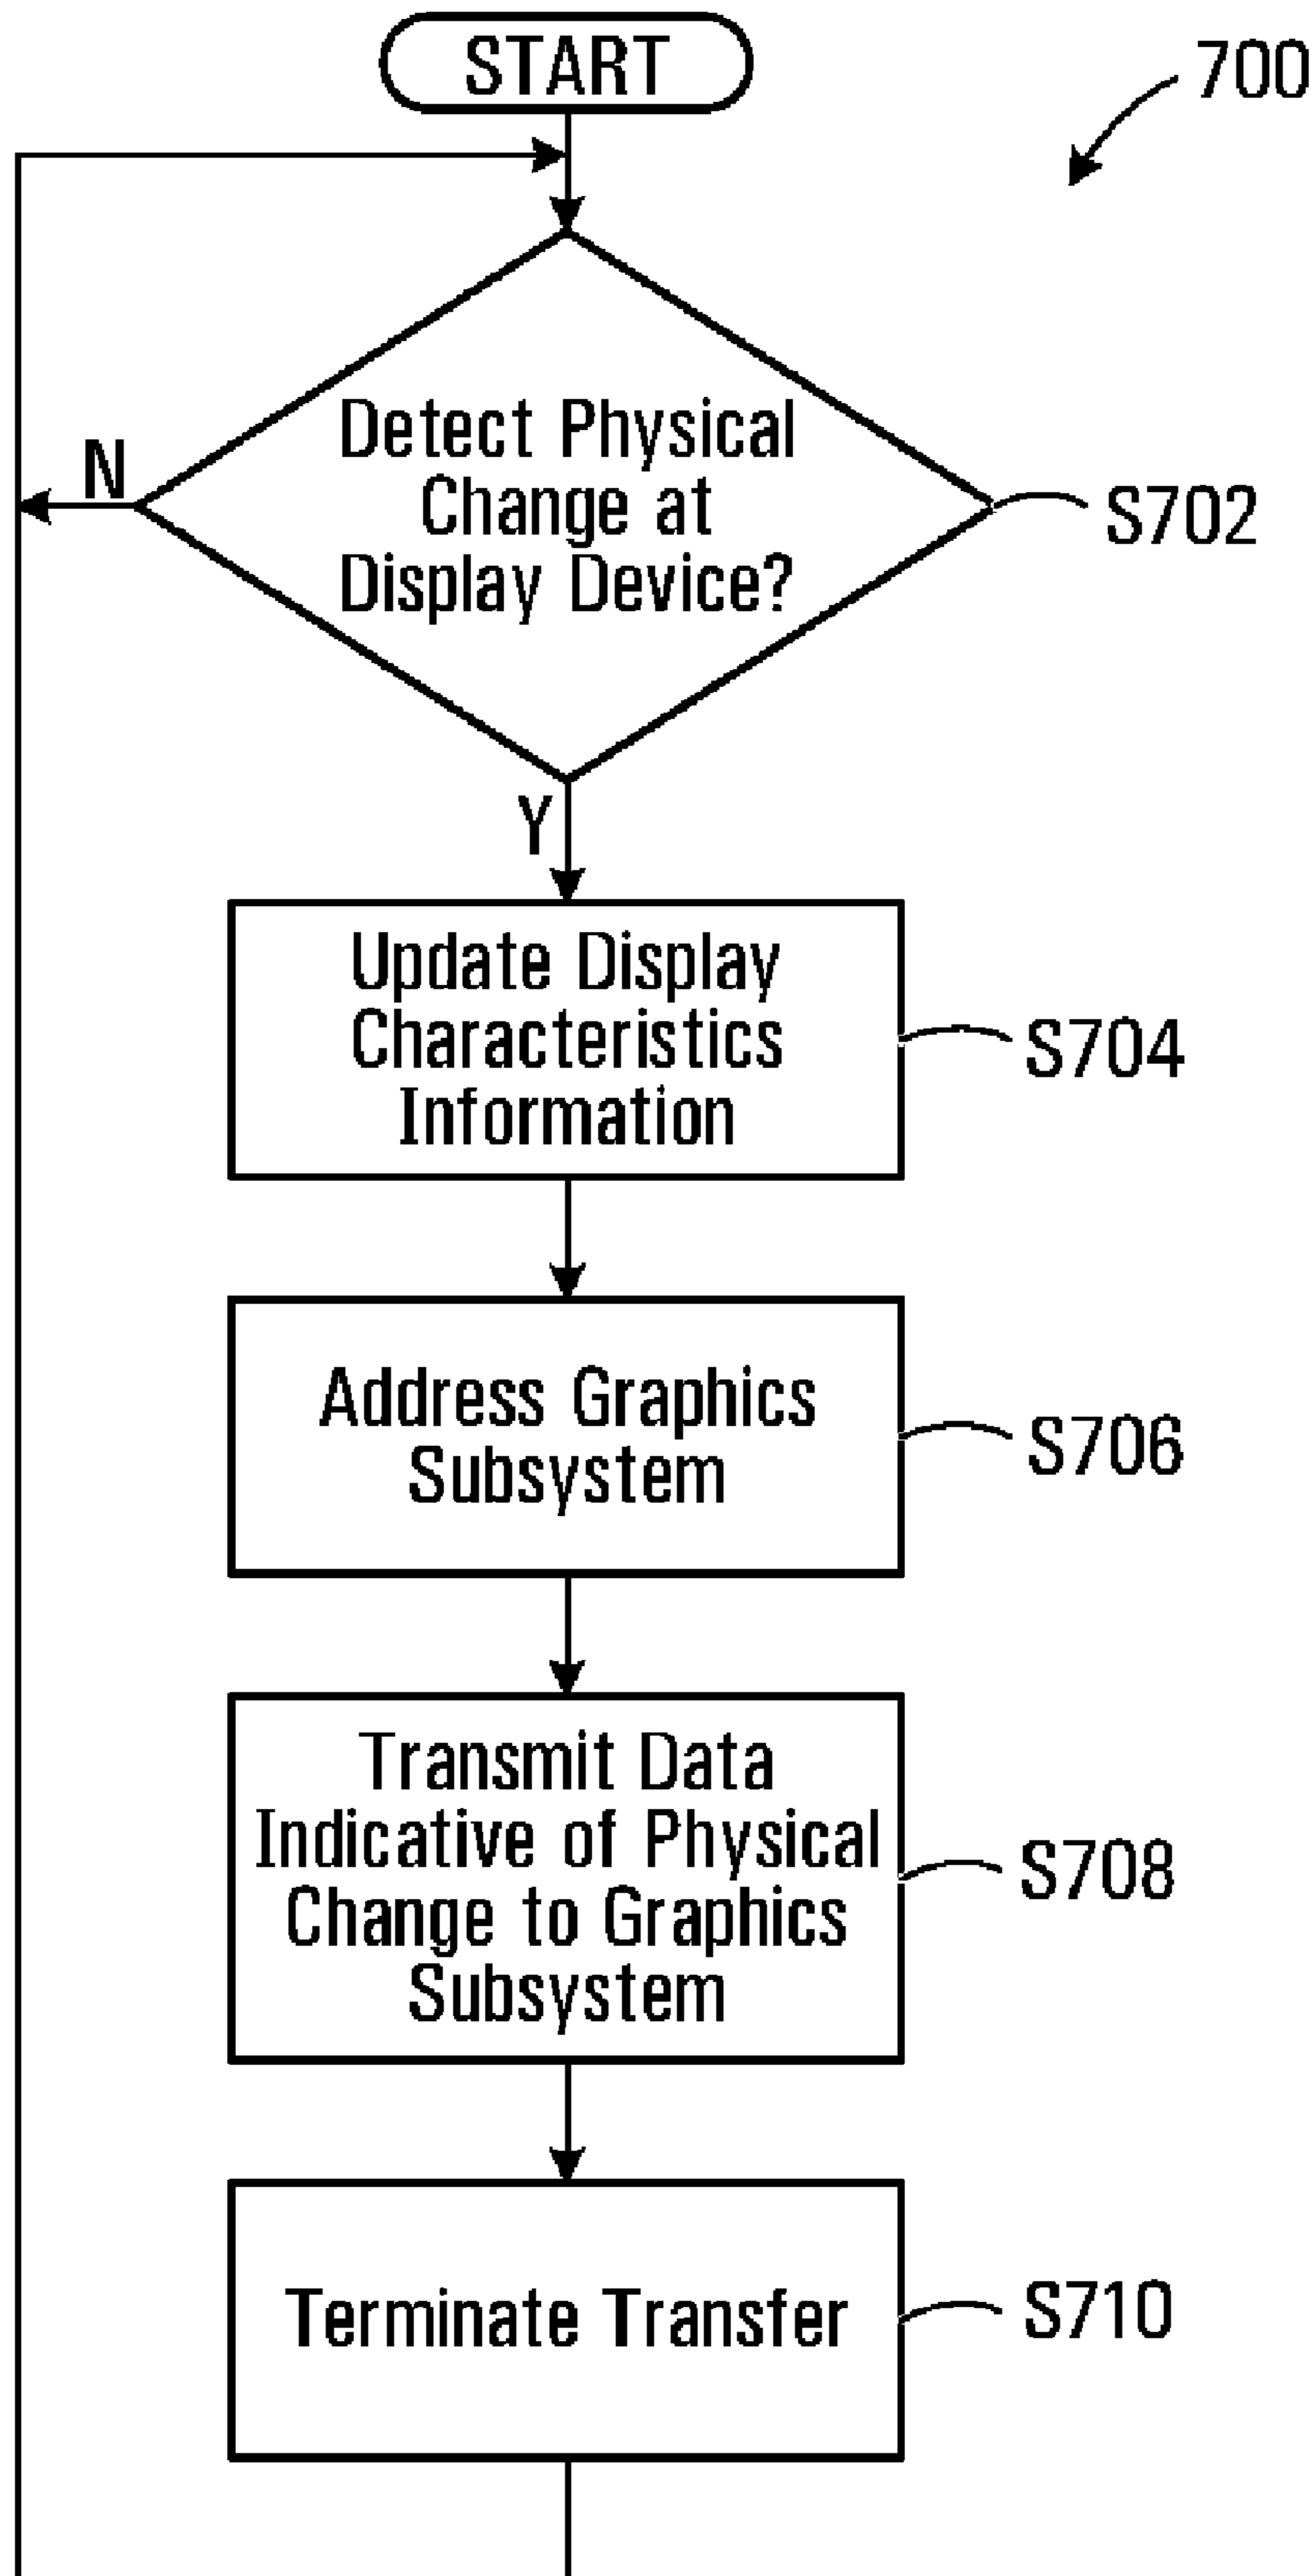 START
700
Detect Physical
Change at
Display Device?
N
S702
Y
Update Display
Characteristics
Information
S704
Address Graphics
Subsystem
S706
Transmit Data
Indicative of Physical
Change to Graphics
Subsystem
S708
Terminate Transfer
S710